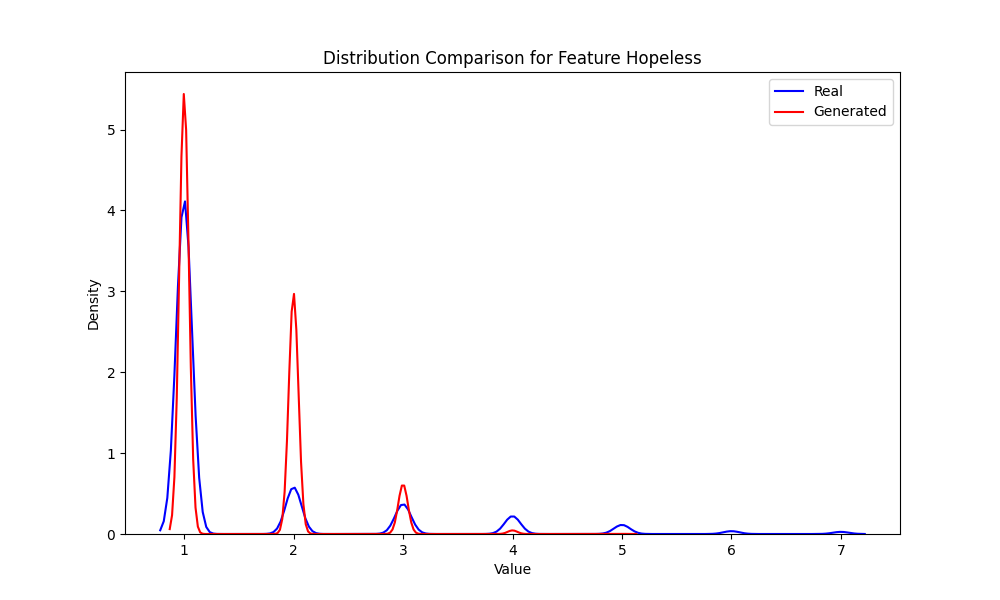 Distribution Comparison for Feature Hopeless
Real
Generated
Density
5
4
3
2
1
0
1 2 3 4 5 6 7
Value